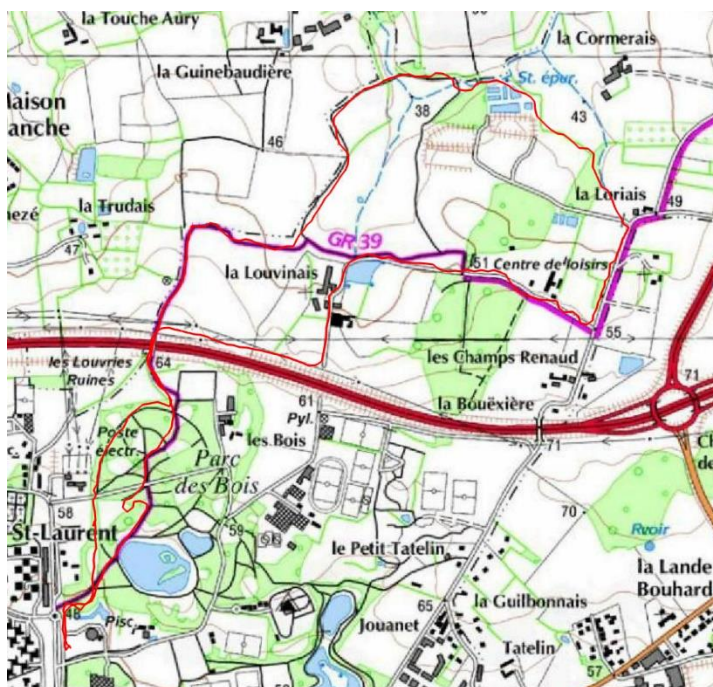 la Touche Aury
la Cormerais
la Guinebaudière
St. épur.
Maison
anche
38
43
46
la Loriais
49
la Trudais
GR 39
hezé
47
51
Centre de loisirs
la Louvinais
55
les Louvries
Ruines
64
les Champs Renaud
71
la Bouëxière
61
Pyl.
les Bois
Poste
électr.
Parc
des Bois
71
58
59
70
St-Laurent
Rvoir
le Petit Tatelin
la Lande
Bouhard
la Guilbonnais
48
Pisc.
Jouanet
65
Tatelin
57